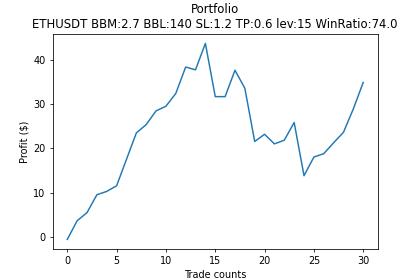 Portfolio
ETHUSDT BBM:2.7 BBL:140 SL:1.2 TP:0.6 lev:15 WinRatio:74.0
40
30
20
10
0
Profit ($)
0 5 10 15 20 25 30
Trade counts